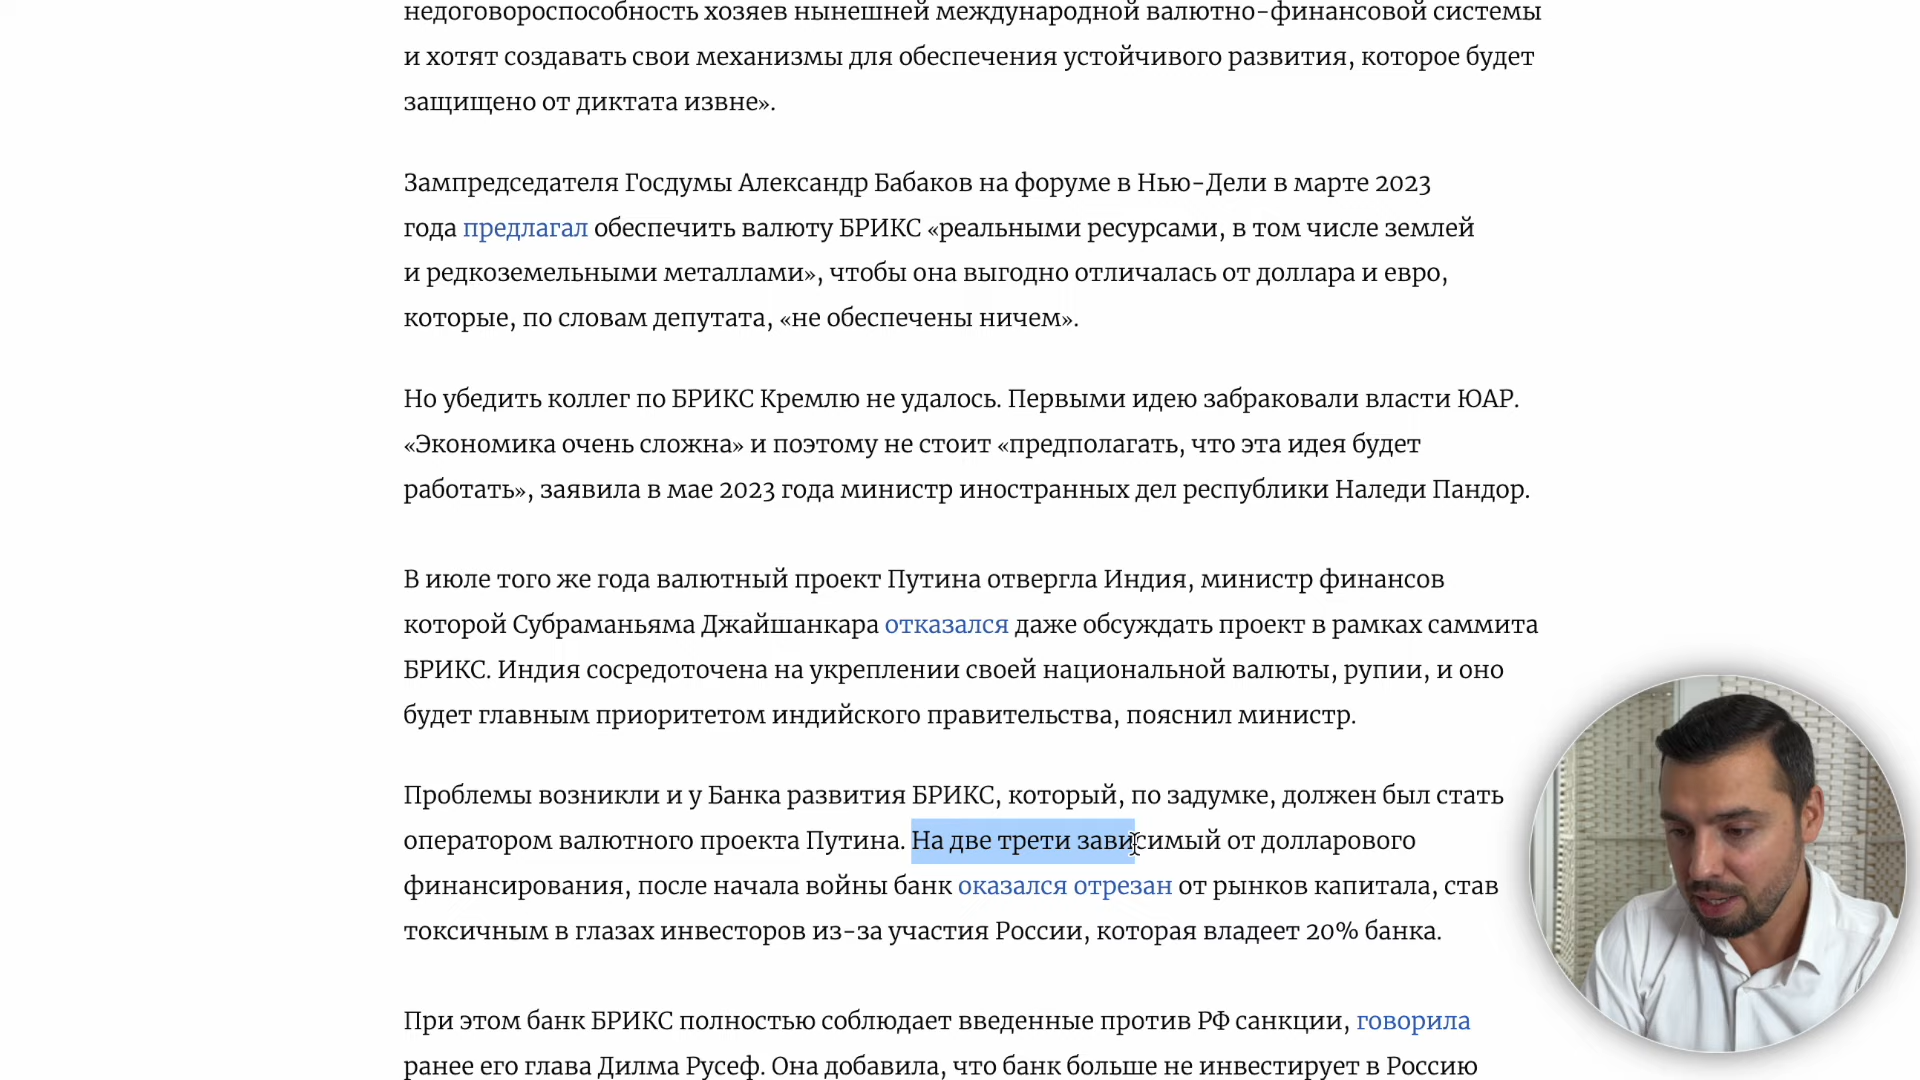 недоговороспособность хозяев нынешней международной валютно-финансовой системы
и хотят создавать свои механизмы для обеспечения устойчивого развития, которое будет
защищено от диктата извне».
Зампредседателя Госдумы Александр Бабаков на форуме в Нью-Дели в марте 2023
года предлагал обеспечить валюту БРИКС «реальными ресурсами, в том числе землей
и редкоземельными металлами», чтобы она выгодно отличалась от доллара и евро,
которые, по словам депутата, «не обеспечены ничем».
Но убедить коллег по БРИКС Кремлю не удалось. Первыми идею забраковали власти ЮАР.
«Экономика очень сложна» и поэтому не стоит «предполагать, что эта идея будет
работать», заявила в мае 2023 года министр иностранных дел республики Наледи Пандор.
В июле того же года валютный проект Путина отвергла Индия, министр финансов
которой Субраманьяма Джайшанкара отказался даже обсуждать проект в рамках саммита
БРИКС. Индия сосредоточена на укреплении своей национальной валюты, рупии, и оно
будет главным приоритетом индийского правительства, пояснил министр.
Проблемы возникли и у Банка развития БРИКС, который, по задумке, должен был стать
оператором валютного проекта Путина. На две трети зависимый от долларового
финансирования, после начала войны банк оказался отрезан от рынков капитала, став
токсичным в глазах инвесторов из-за участия России, которая владеет 20% банка.
При этом банк БРИКС полностью соблюдает введенные против РФ санкции, говорила
ранее его глава Дилма Русеф. Она добавила, что банк больше не инвестирует в Россию